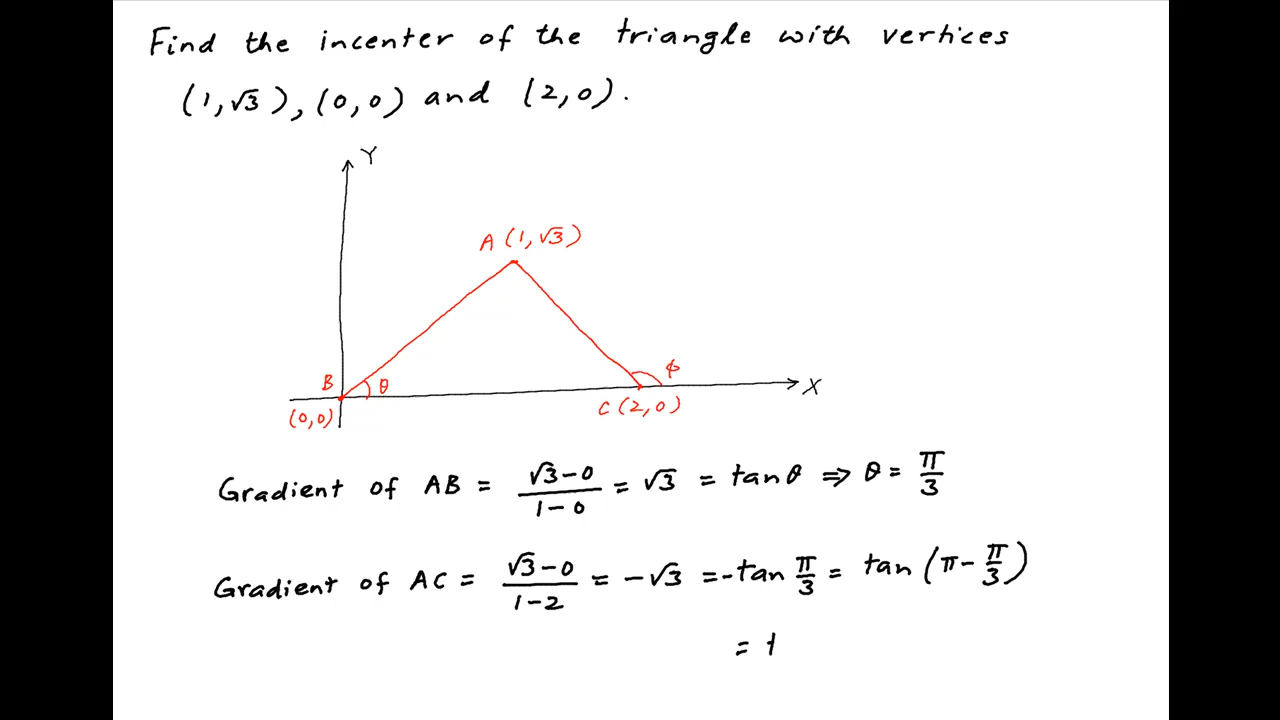 Find the incenter of the triangle with vertices
(1,√3), (0,0) and (2,0).
Y
A (1,√3)
B θ φ
X
(0,0) C (2,0)
Gradient of AB = (√3-0)/(1-0) = √3 = tanθ ⇒ θ = π/3
Gradient of AC = (√3-0)/(1-2) = -√3 = -tan π/3 = tan (π - π/3)
= t